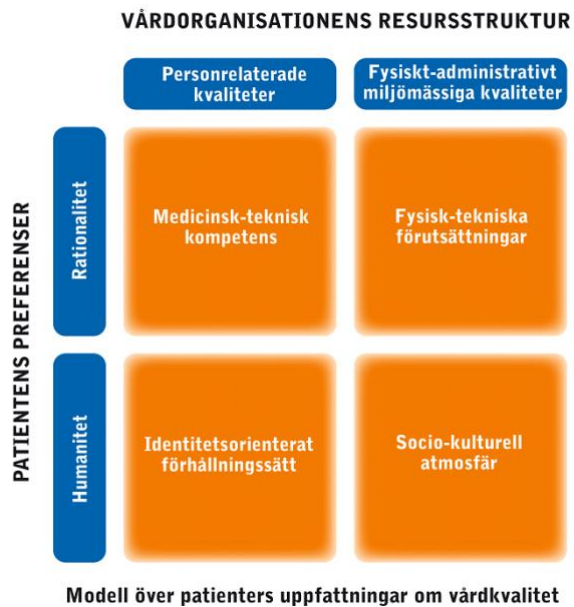 VÅRDORGANISATIONENS RESURSSTRUKTUR
Personrelaterade
kvaliteter
Fysiskt-administrativt
miljömässiga kvaliteter
PATIENTENS PREFERENSER
Rationalitet
Medicinsk-teknisk
kompetens
Fysisk-tekniska
förutsättningar
Humanitet
Identitetsorienterat
förhållningssätt
Socio-kulturell
atmosfär
Modell över patienters uppfattningar om vårdkvalitet